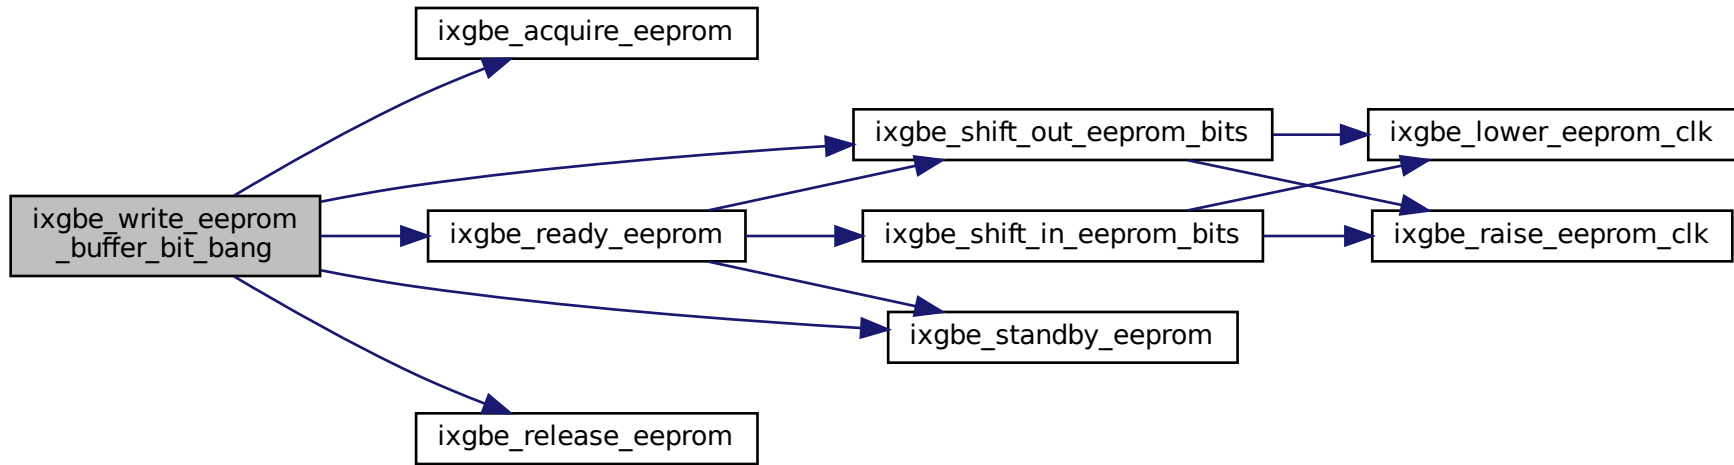 ixgbe_acquire_eeprom
ixgbe_shift_out_eeprom_bits
ixgbe_lower_eeprom_clk
ixgbe_write_eeprom
_buffer_bit_bang
ixgbe_ready_eeprom
ixgbe_shift_in_eeprom_bits
ixgbe_raise_eeprom_clk
ixgbe_standby_eeprom
ixgbe_release_eeprom